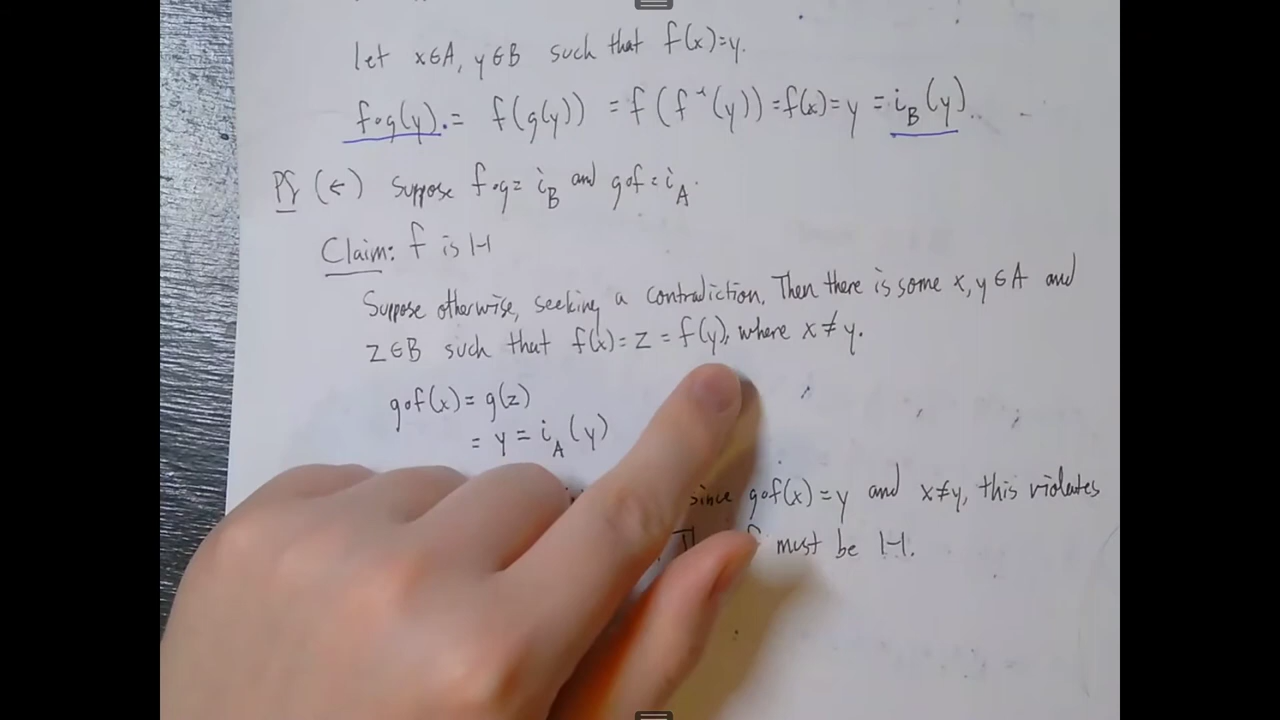 let x∈A, y∈B such that f(x)=y.
f∘g(y).= f(g(y)) = f(f⁻¹(y)) = f(x) = y = i_B(y).
Pf (←) Suppose f∘g = i_B and g∘f = i_A.
Claim: f is 1-1
Suppose otherwise, seeking a contradiction. Then there is some x, y ∈ A and
z∈B such that f(x) = z = f(y), where x ≠ y.
g∘f(x) = g(z)
= y = i_A(y)
since g∘f(x) = y and x≠y, this violates
must be 1-1.